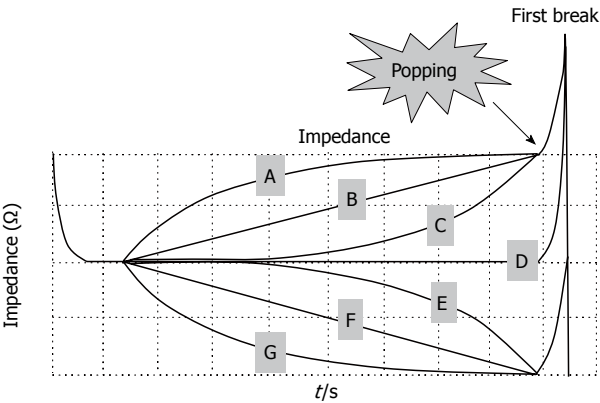 First break
Popping
Impedance
A
B
C
D
E
F
G
Impedance (Ω)
t/s